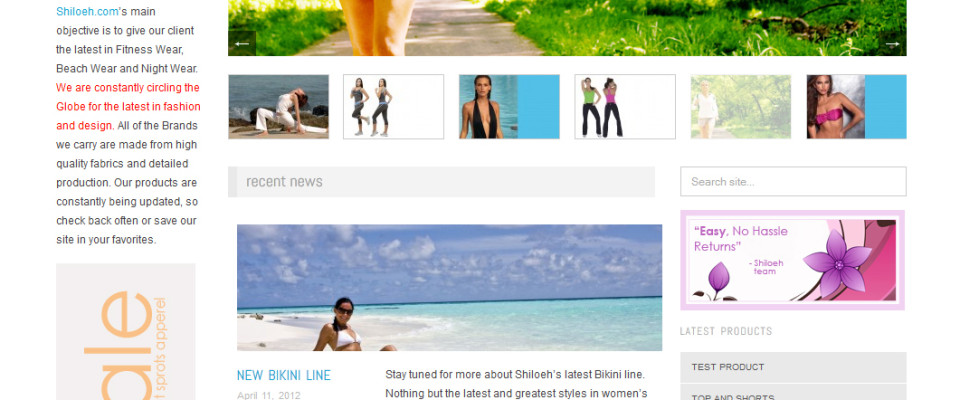 Shiloeh.com's main
objective is to give our client
the latest in Fitness Wear,
Beach Wear and Night Wear.
We are constantly circling the
Globe for the latest in fashion
and design. All of the Brands
we carry are made from high
quality fabrics and detailed
production. Our products are
constantly being updated, so
check back often or save our
site in your favorites.
ale
t sprots apperel
recent news
NEW BIKINI LINE
April 11, 2012
Stay tuned for more about Shiloeh's latest Bikini line.
Nothing but the latest and greatest styles in women's
Search site...
"Easy, No Hassle
Returns"
- Shiloeh
team
LATEST PRODUCTS
TEST PRODUCT
TOP AND SHORTS